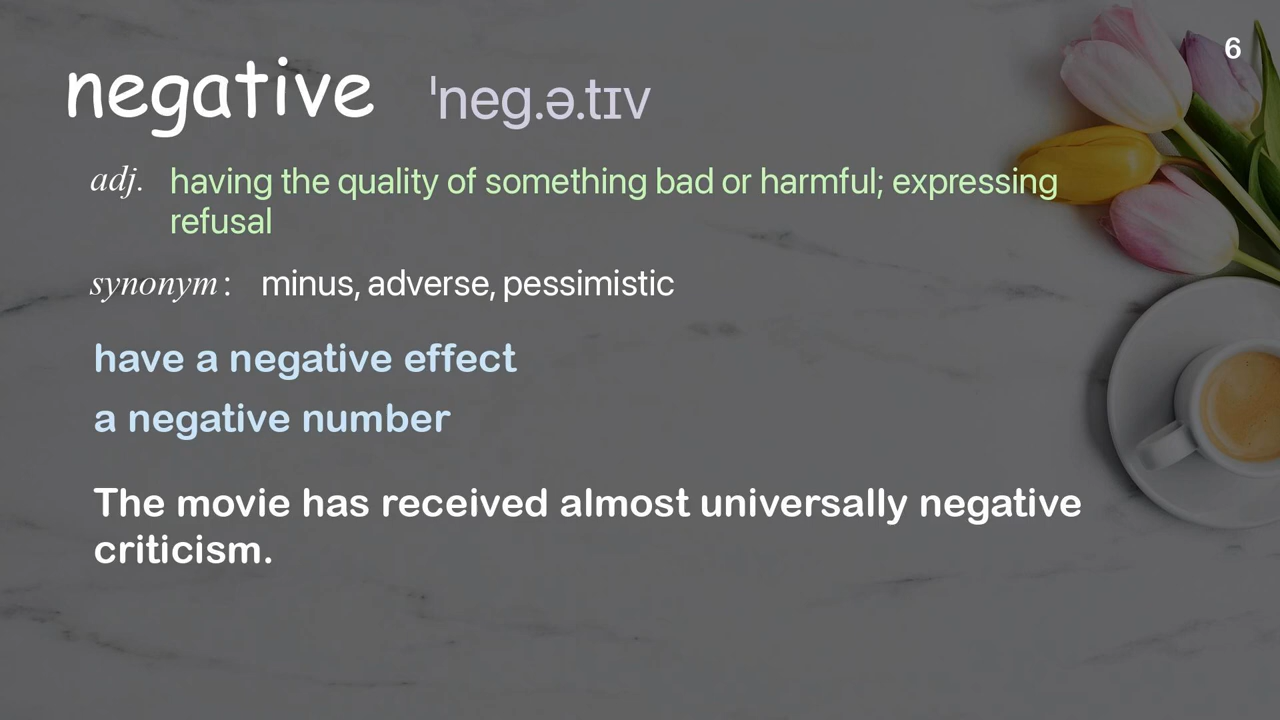 6
negative ˈneg.ə.tɪv
adj. having the quality of something bad or harmful; expressing
refusal
synonym : minus, adverse, pessimistic
have a negative effect
a negative number
The movie has received almost universally negative
criticism.